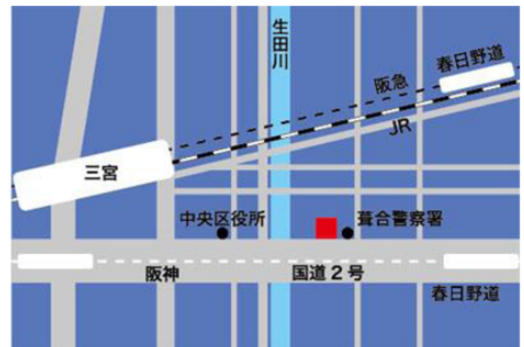 生田川
春日野道
阪急
JR
三宮
中央区役所
葺合警察署
阪神
国道2号
春日野道